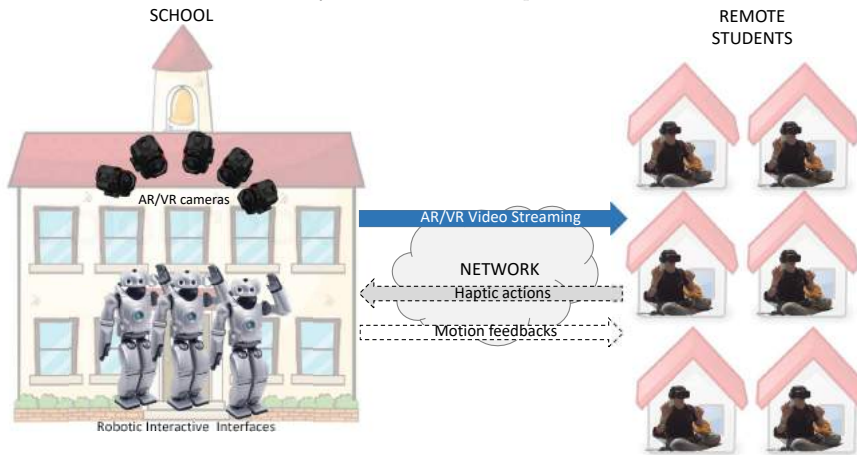 SCHOOL
REMOTE
STUDENTS
AR/VR cameras
AR/VR Video Streaming
NETWORK
Haptic actions
Motion feedbacks
Robotic Interactive Interfaces